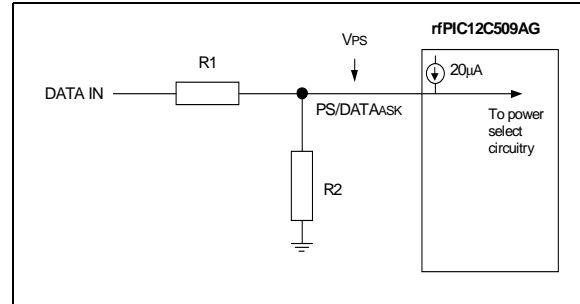 rfPIC12C509AG
VPS
R1
20µA
DATA IN
PS/DATAASK
To power
select
circuitry
R2